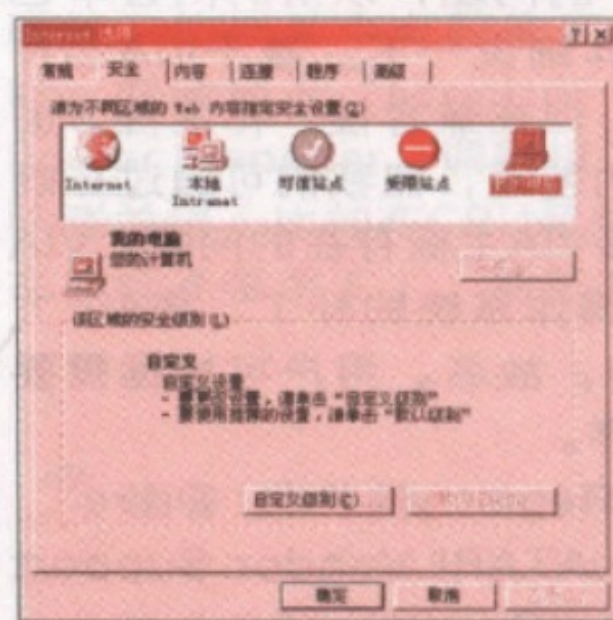 Internet 选项
常规 安全 内容 连接 程序 高级
请为不同区域的 Web 内容指定安全设置(Z)
Internet 本地 Intranet 可信站点 受限站点
我的电脑
您的计算机
该区域的安全级别(L)
自定义
自定义设置
- 要更改设置，请单击“自定义级别”
- 要使用推荐的设置，请单击“默认级别”
自定义级别(C)
确定 取消